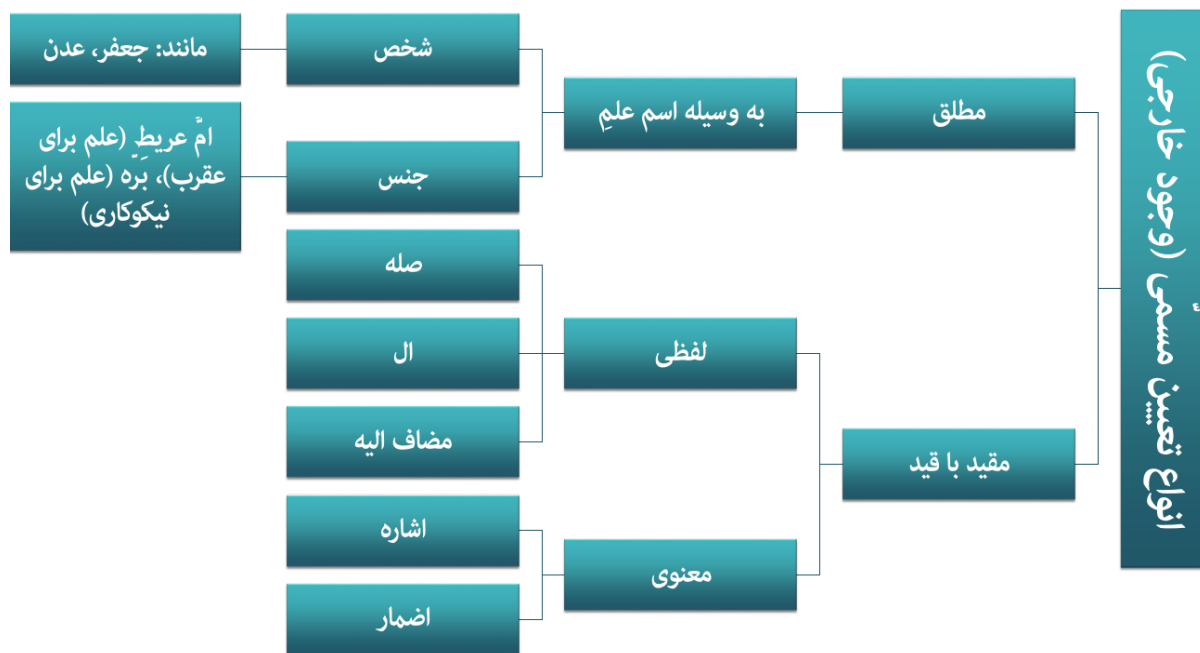 انواع تعیین مسمّی (وجود خارجی)
مطلق
به وسیله اسم علمِ
شخص
مانند: جعفر، عدن
جنس
امَّ عریطِ (علم برای
عقرب)، بَرّه (علم برای
نیکوکاری)
مقید با قید
لفظی
صله
ال
مضاف الیه
معنوی
اشاره
اضمار